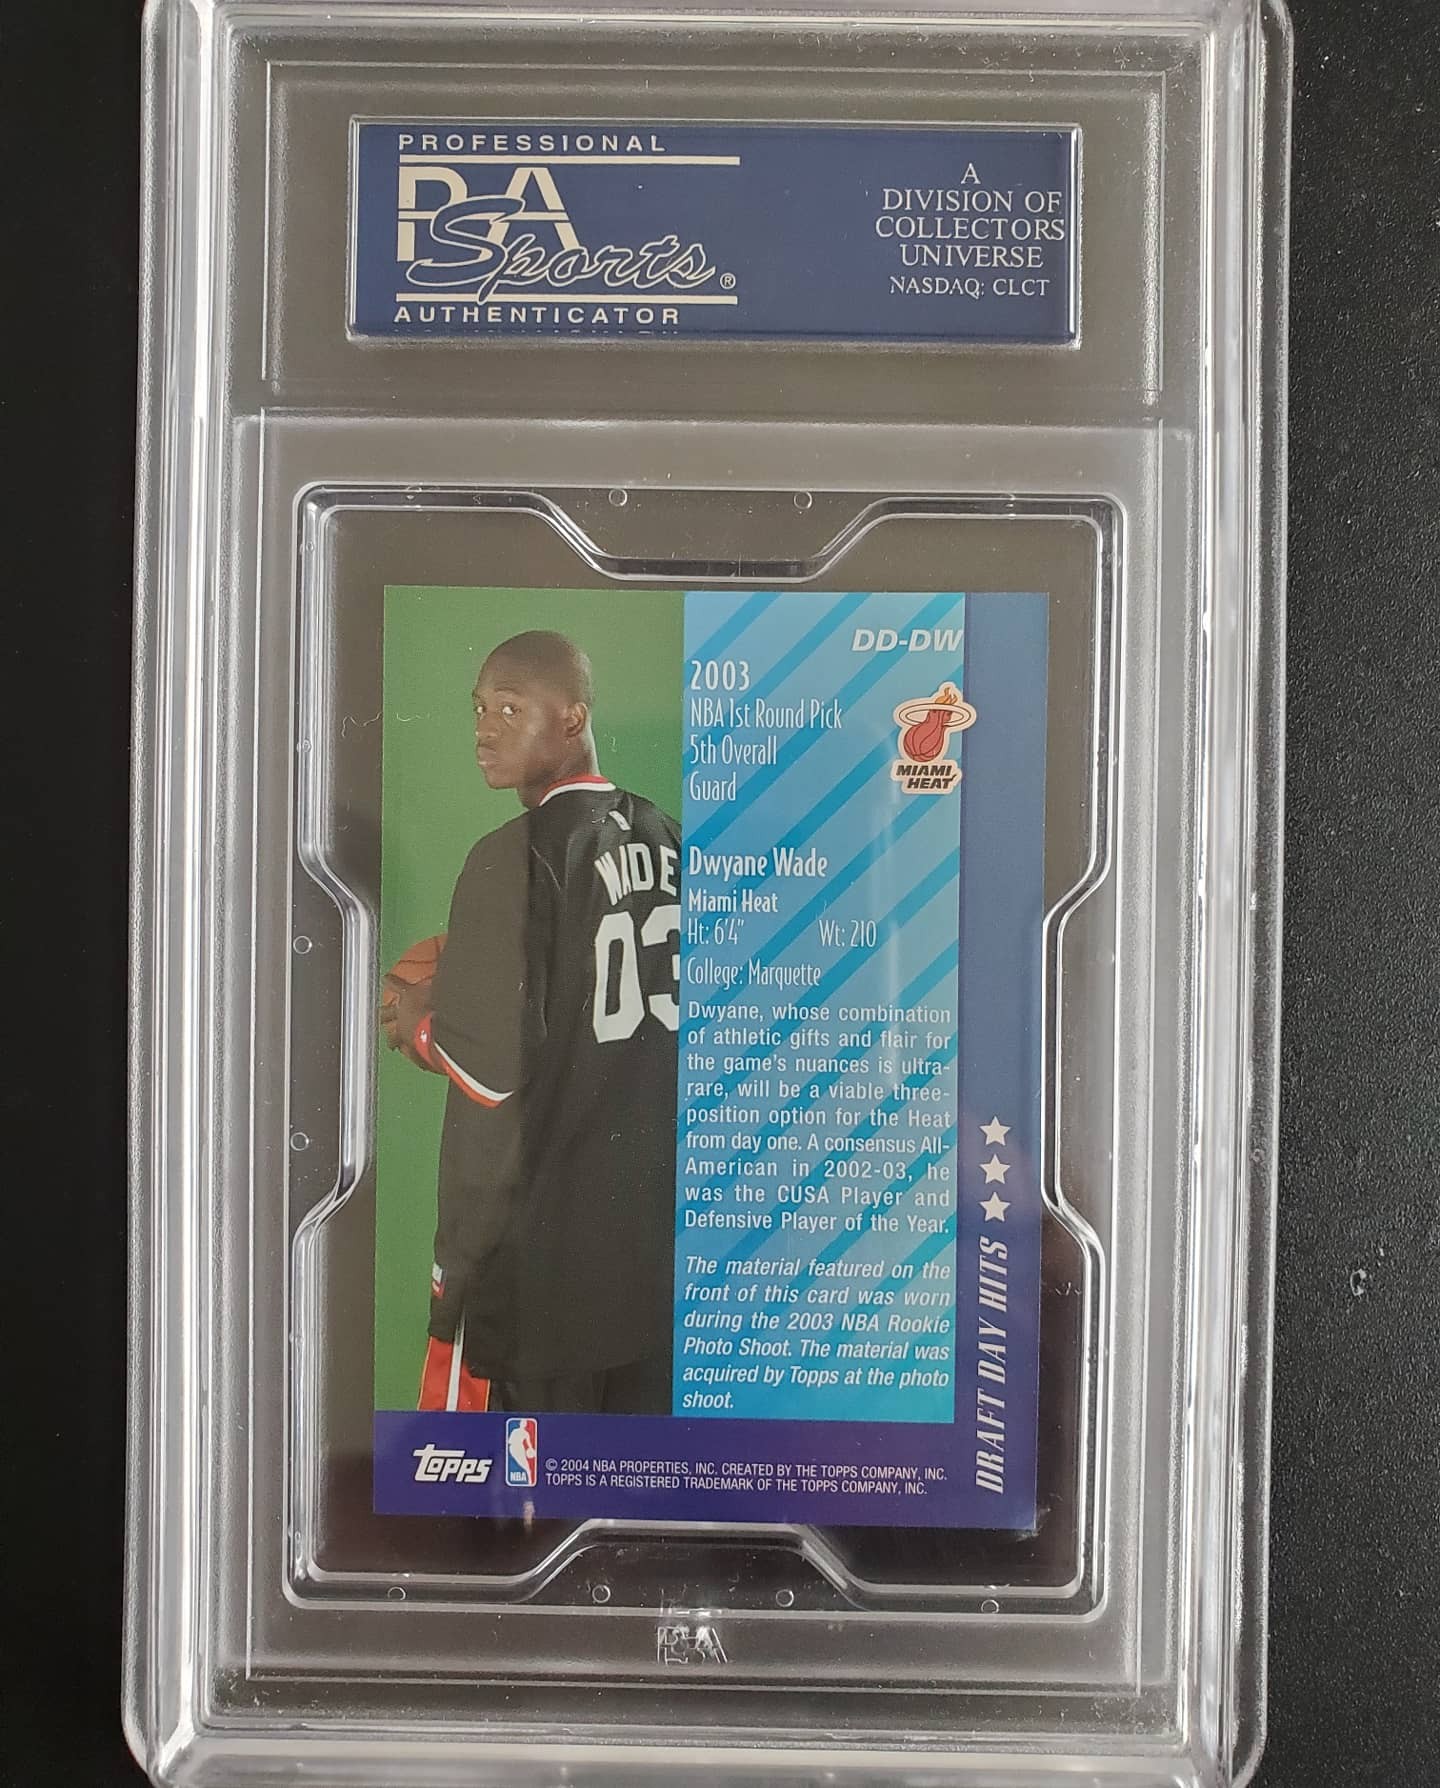 PROFESSIONAL
PSA
Sports®
AUTHENTICATOR
A
DIVISION OF
COLLECTORS
UNIVERSE
NASDAQ: CLCT
DD-DW
2003
NBA 1st Round Pick
5th Overall
Guard
MIAMI
HEAT
WADE
03
Dwyane Wade
Miami Heat
Ht: 6'4" Wt: 210
College: Marquette
Dwyane, whose combination
of athletic gifts and flair for
the game's nuances is ultra-
rare, will be a viable three-
position option for the Heat
from day one. A consensus All-
American in 2002-03, he
was the CUSA Player and
Defensive Player of the Year.
The material featured on the
front of this card was worn
during the 2003 NBA Rookie
Photo Shoot. The material was
acquired by Topps at the photo
shoot.
DRAFT DAY HITS
TOPPS
NBA
© 2004 NBA PROPERTIES, INC. CREATED BY THE TOPPS COMPANY, INC.
TOPPS IS A REGISTERED TRADEMARK OF THE TOPPS COMPANY, INC.
PSA